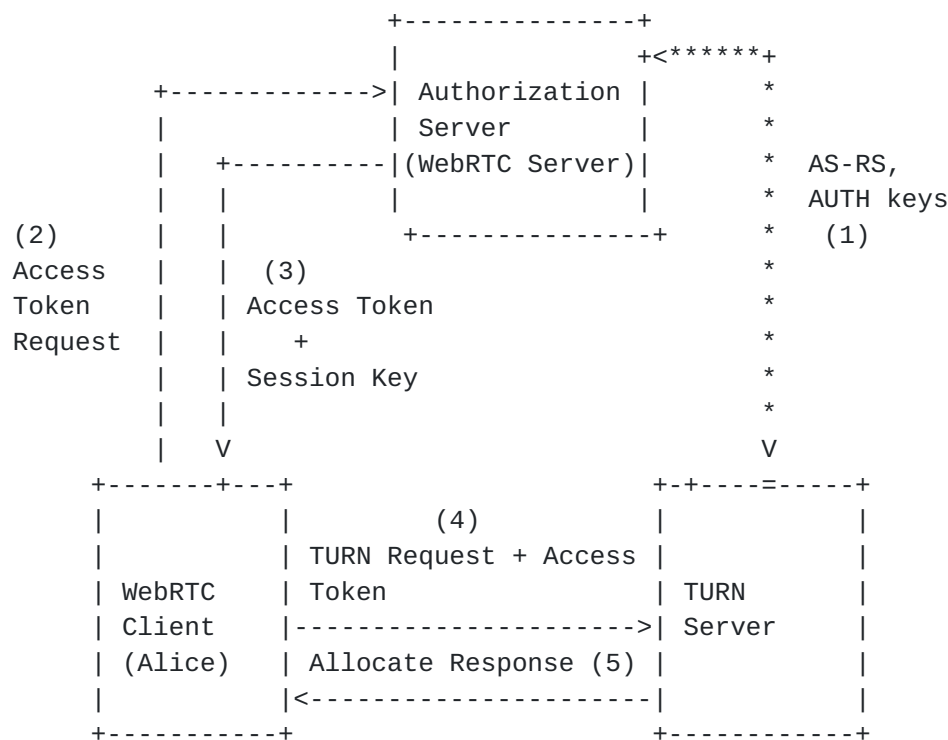 +---------------+
                        |               +<******+
         +------------->| Authorization |       *
         |              | Server        |       *
         |   +----------|(WebRTC Server)|       *  AS-RS,
         |   |          |               |       *  AUTH keys
(2)      |   |           +---------------+      *   (1)
Access   |   |  (3)                             *
Token    |   | Access Token                     *
Request  |   |    +                             *
         |   | Session Key                      *
         |   |                                  *
         |   V                                  V
     +-------+---+                       +-+----=-----+
     |           |         (4)           |            |
     |           | TURN Request + Access |            |
     | WebRTC    | Token                 | TURN       |
     | Client    |---------------------->| Server     |
     | (Alice)   | Allocate Response (5) |            |
     |           |<----------------------|            |
     +-----------+                       +------------+